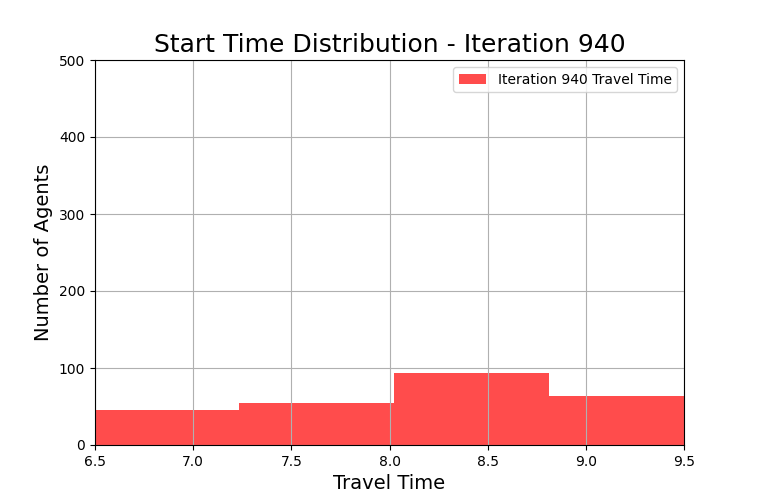 Start Time Distribution - Iteration 940
Number of Agents
500
400
300
200
100
0
Iteration 940 Travel Time
6.5 7.0 7.5 8.0 8.5 9.0 9.5
Travel Time